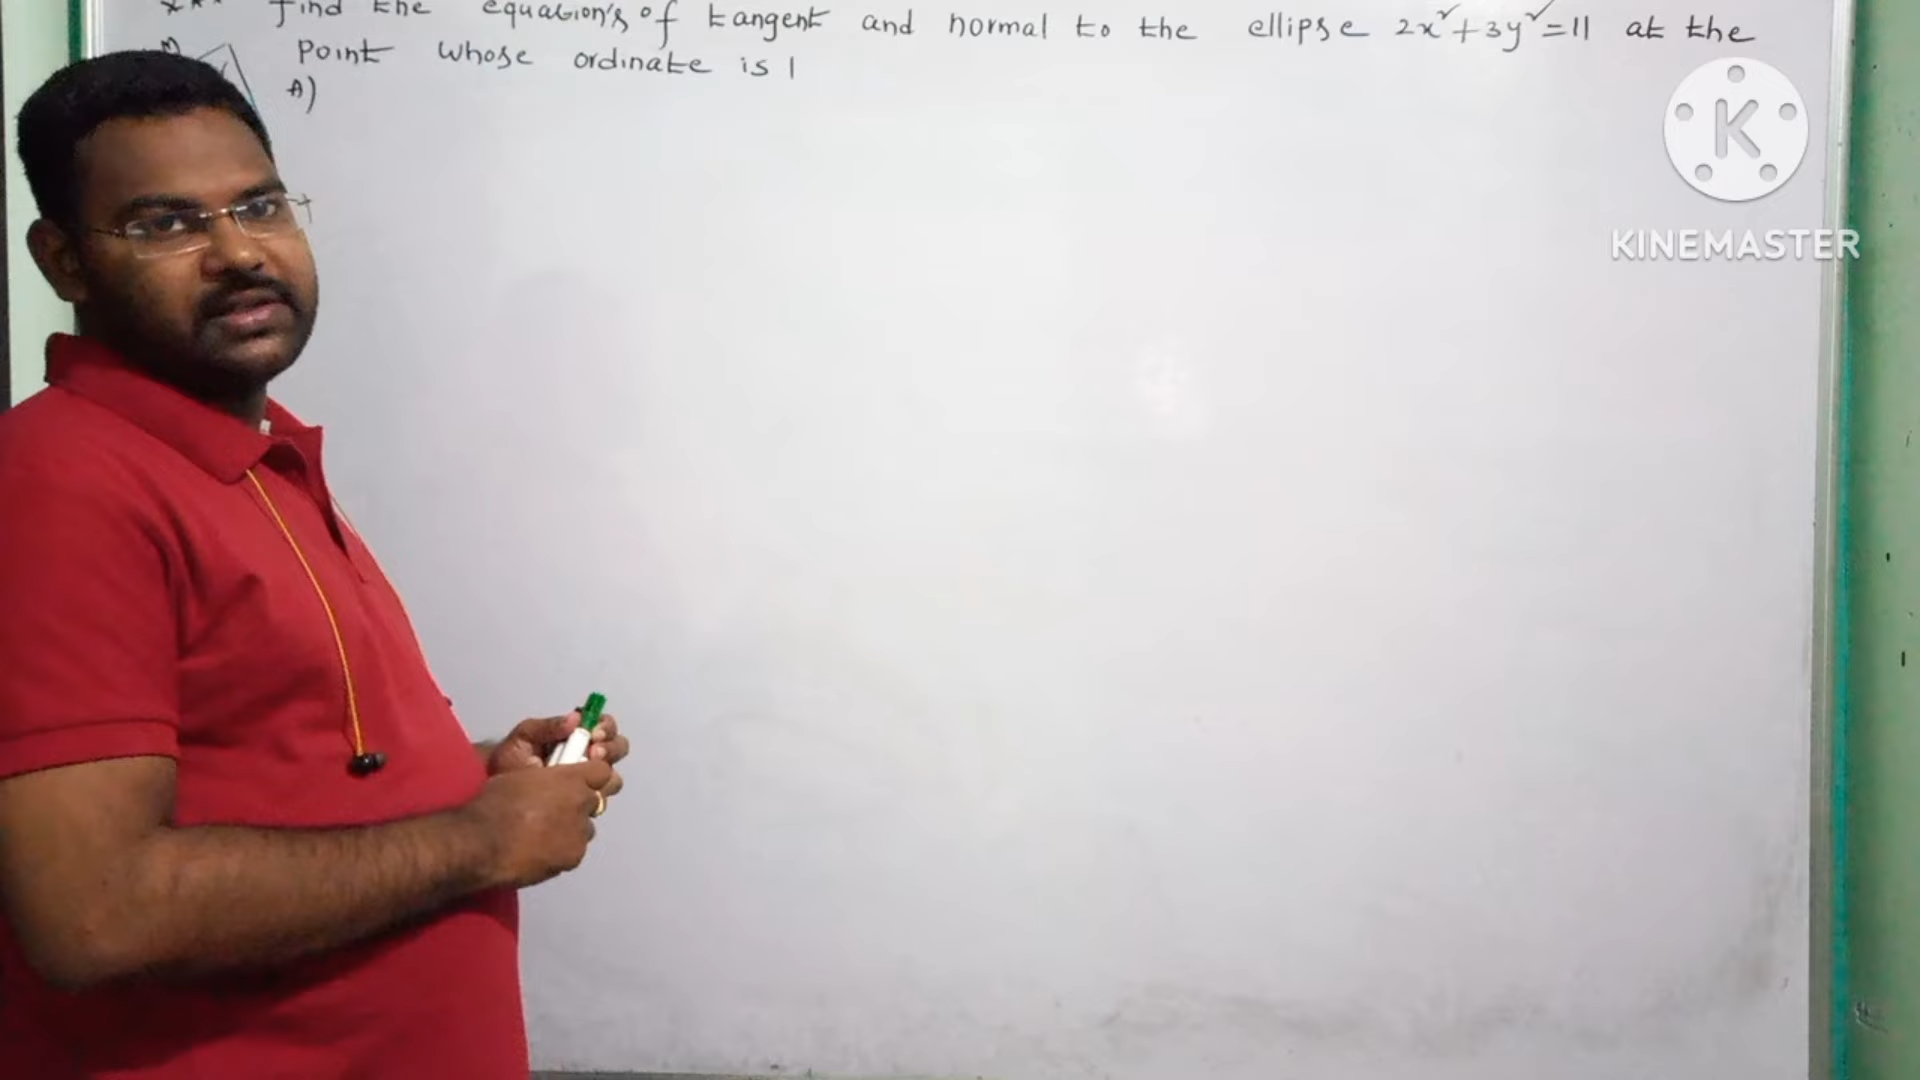 *** Find the equation's of tangent and normal to the ellipse 2x²+3y²=11 at the
point whose ordinate is 1
A)
K
KINEMASTER